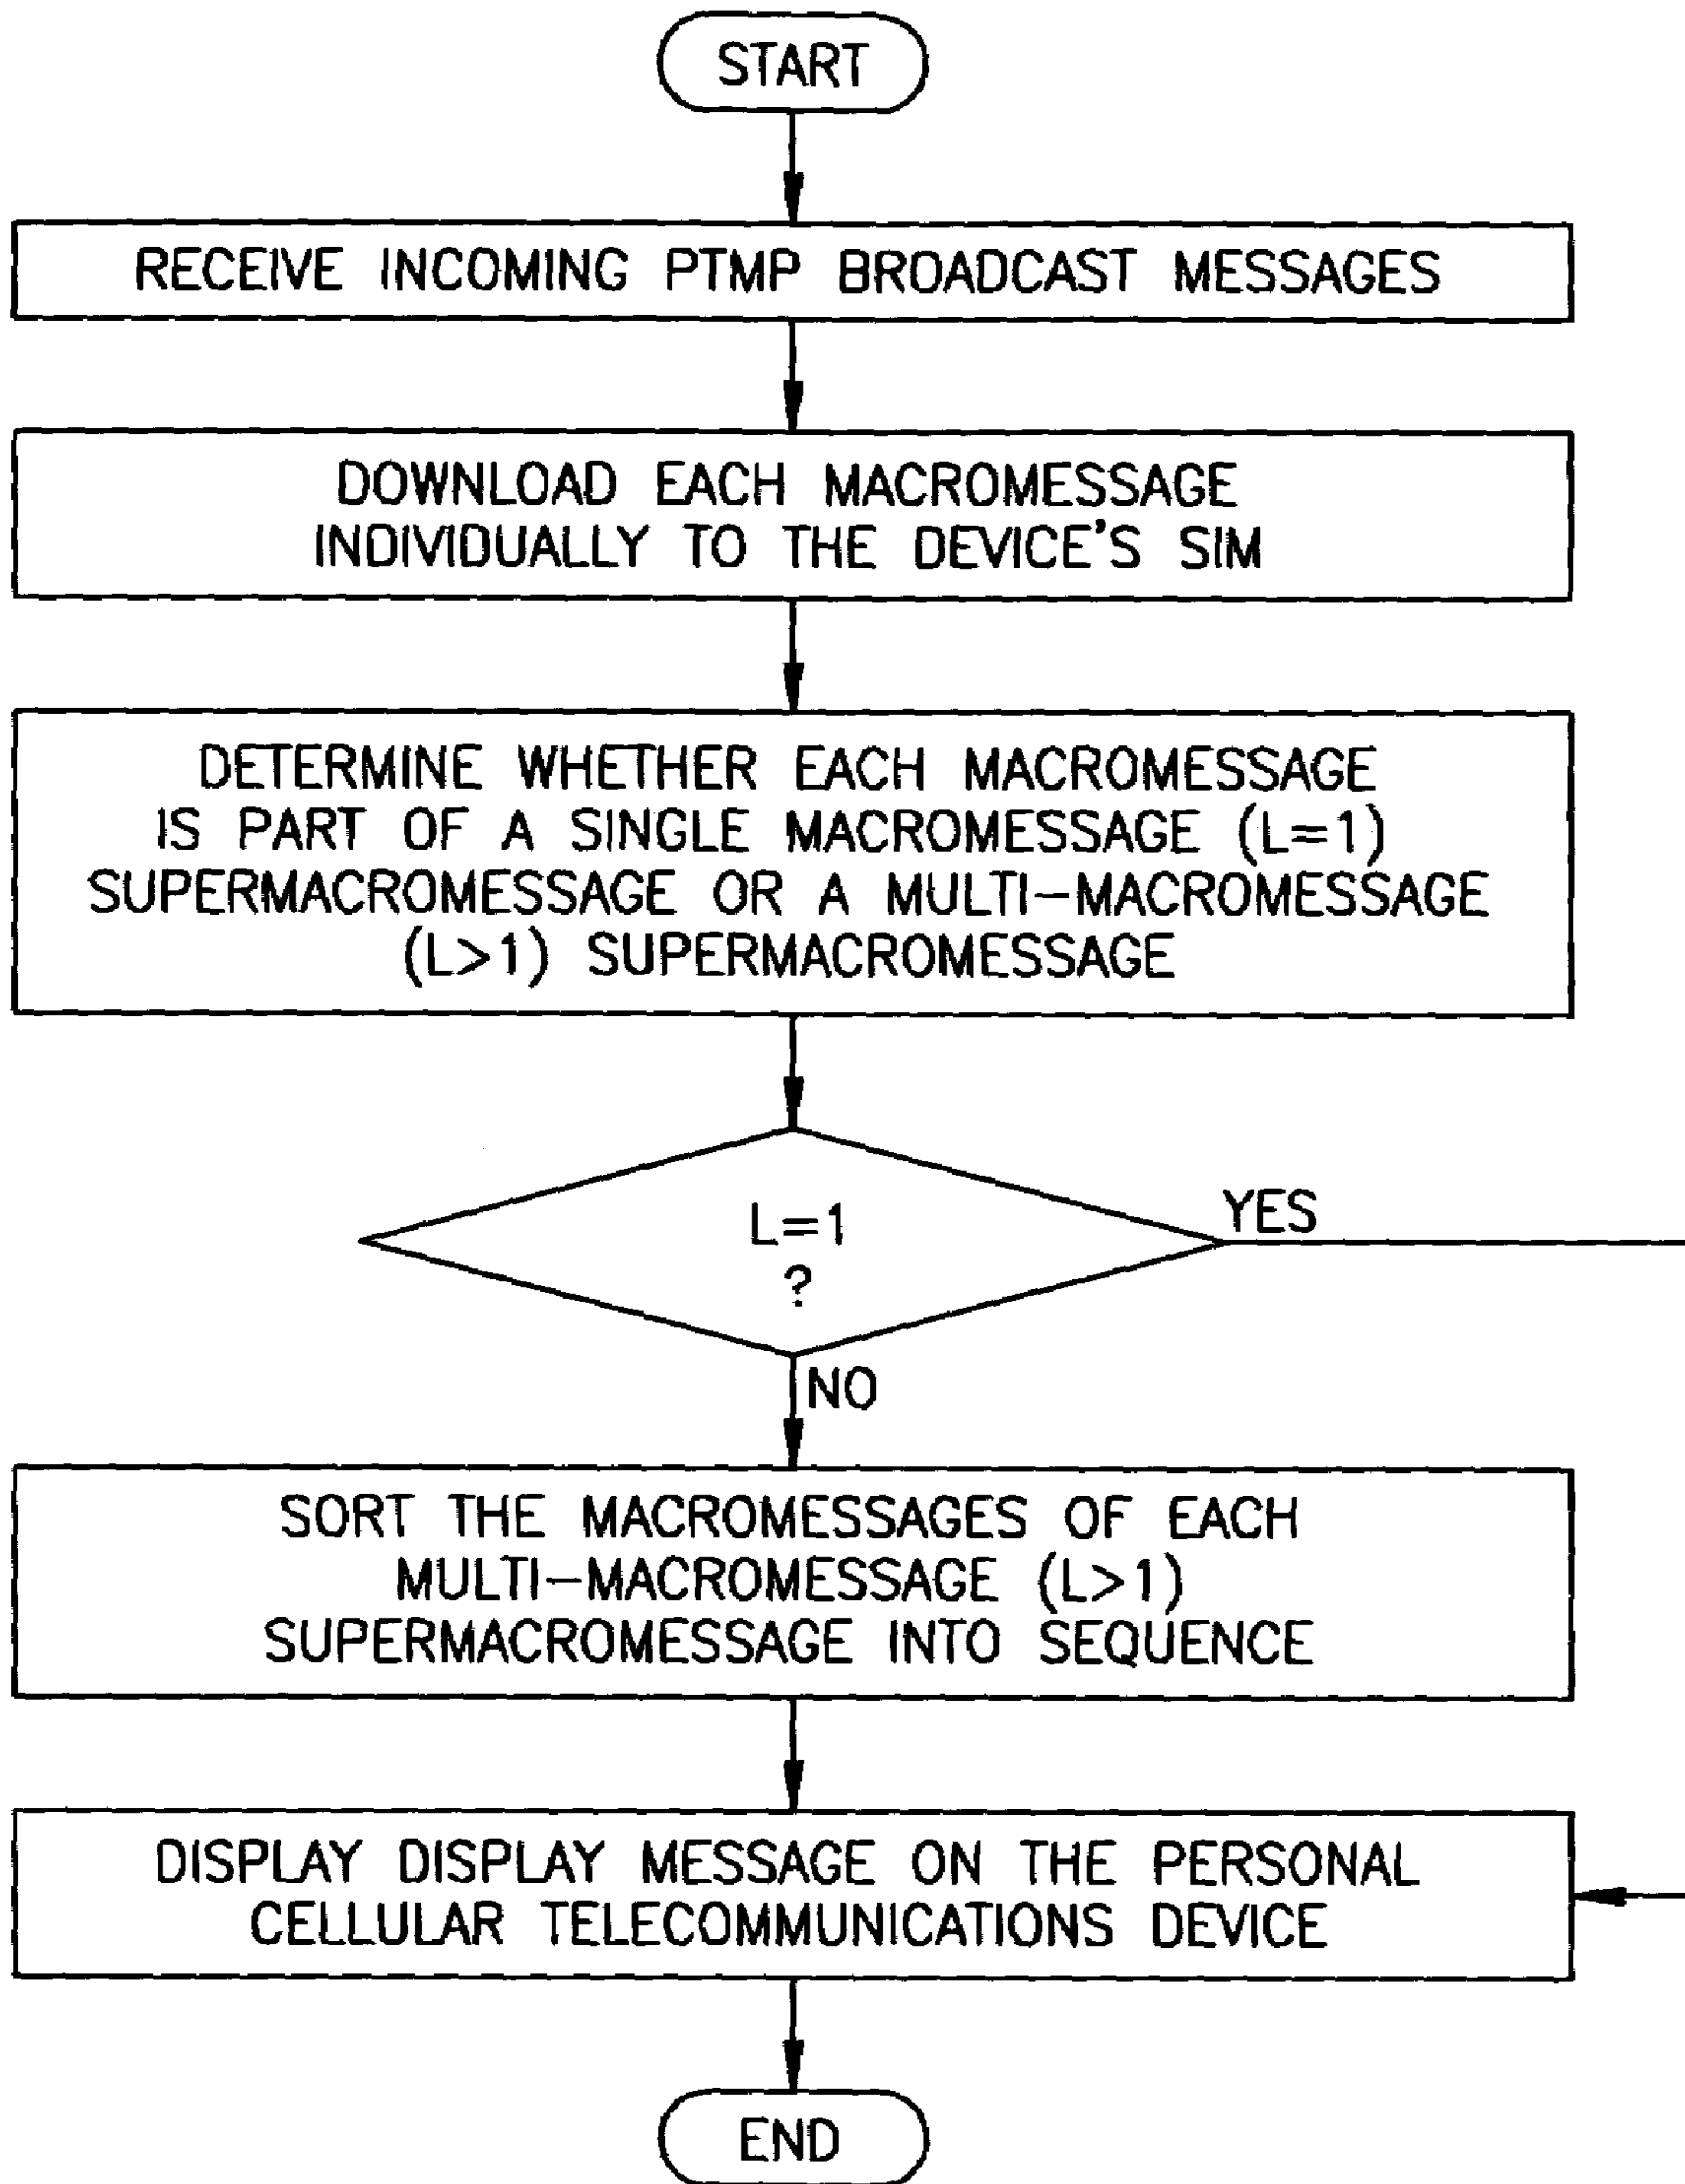 START
RECEIVE INCOMING PTMP BROADCAST MESSAGES
DOWNLOAD EACH MACROMESSAGE
INDIVIDUALLY TO THE DEVICE'S SIM
DETERMINE WHETHER EACH MACROMESSAGE
IS PART OF A SINGLE MACROMESSAGE (L=1)
SUPERMACROMESSAGE OR A MULTI-MACROMESSAGE
(L>1) SUPERMACROMESSAGE
L=1
?
YES
NO
SORT THE MACROMESSAGES OF EACH
MULTI-MACROMESSAGE (L>1)
SUPERMACROMESSAGE INTO SEQUENCE
DISPLAY DISPLAY MESSAGE ON THE PERSONAL
CELLULAR TELECOMMUNICATIONS DEVICE
END